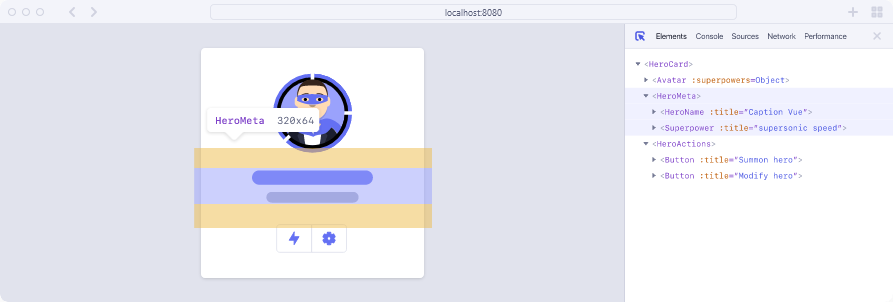 localhost:8080
Elements Console Sources Network Performance
<HeroCard>
<Avatar :superpowers=Object>
<HeroMeta>
<HeroName :title="Caption Vue">
<Superpower :title="supersonic speed">
<HeroActions>
<Button :title="Summon hero">
<Button :title="Modify hero">
HeroMeta 320x64